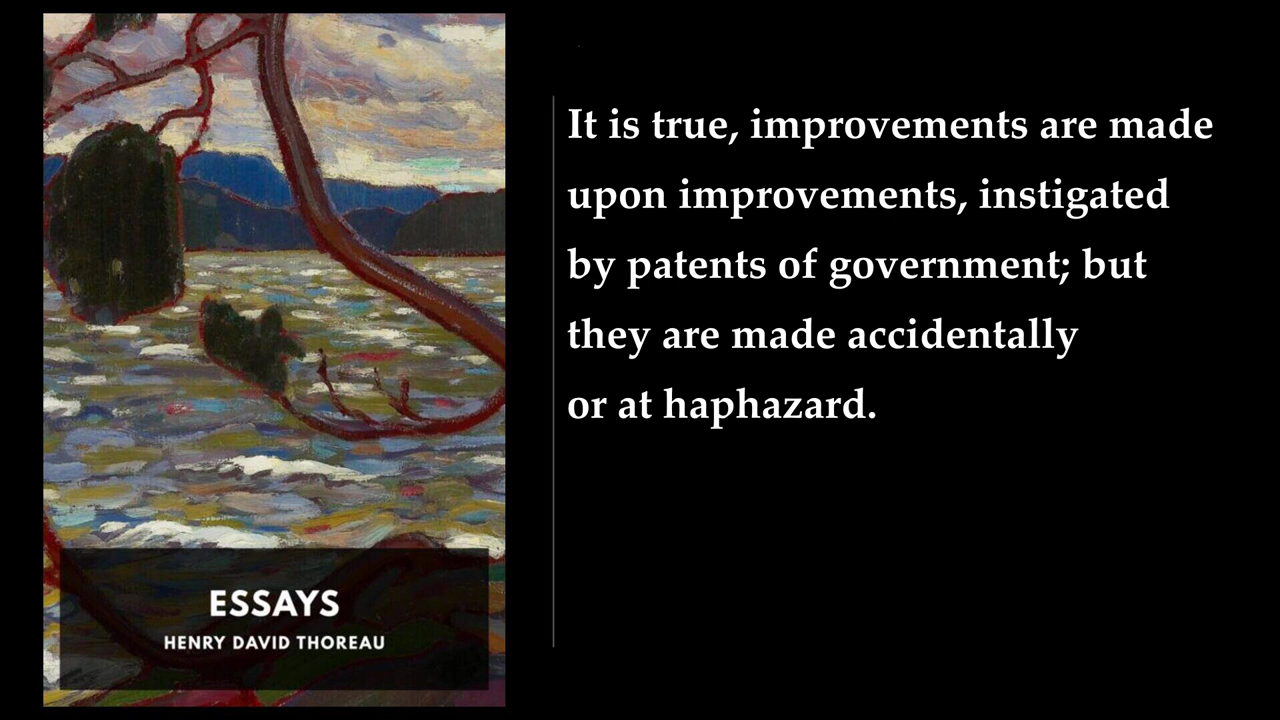 It is true, improvements are made
upon improvements, instigated
by patents of government; but
they are made accidentally
or at haphazard.
ESSAYS
HENRY DAVID THOREAU